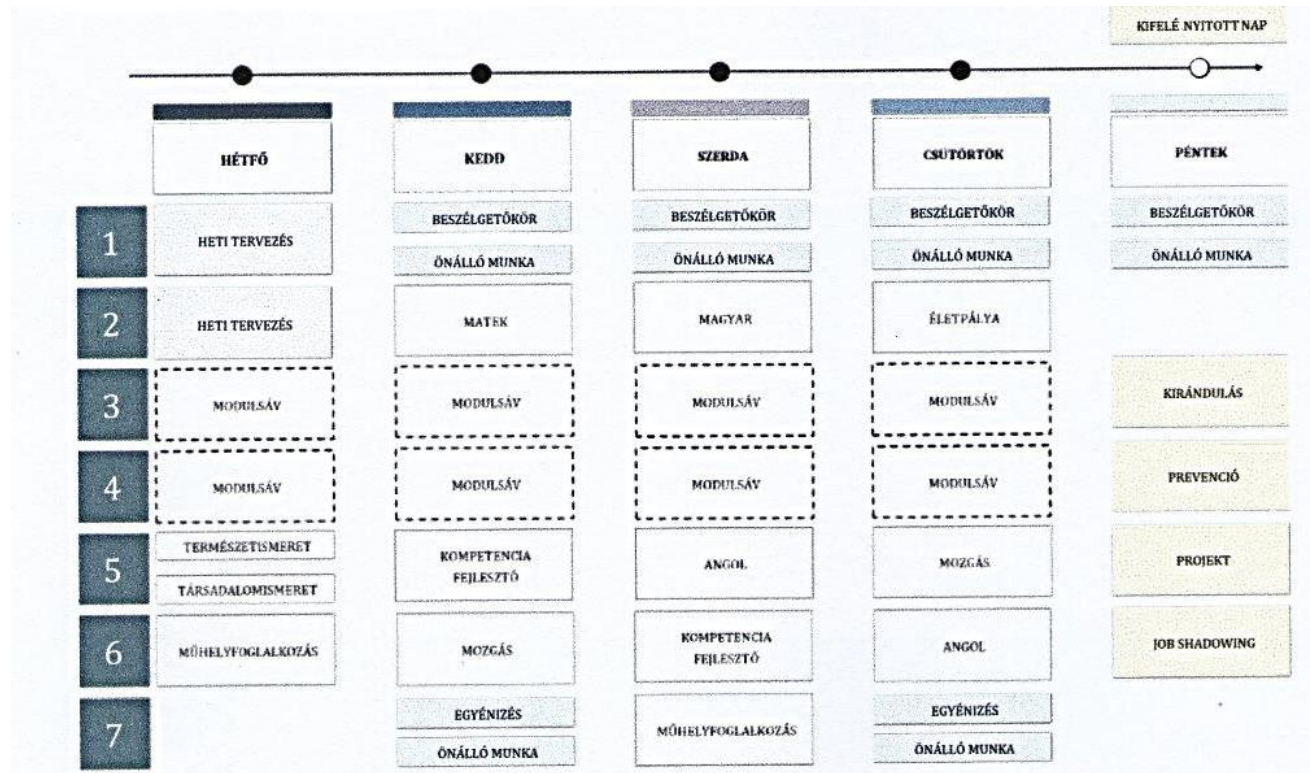 KIFELÉ NYITOTT NAP
HÉTFŐ
KEDD
SZERDA
CSÜTÖRTÖK
PÉNTEK
1
HETI TERVEZÉS
BESZÉLGETŐKÖR
ÖNÁLLÓ MUNKA
BESZÉLGETŐKÖR
ÖNÁLLÓ MUNKA
BESZÉLGETŐKÖR
ÖNÁLLÓ MUNKA
BESZÉLGETŐKÖR
ÖNÁLLÓ MUNKA
2
HETI TERVEZÉS
MATEK
MAGYAR
ÉLETPÁLYA
3
MODULSÁV
MODULSÁV
MODULSÁV
MODULSÁV
KIRÁNDULÁS
4
MODULSÁV
MODULSÁV
MODULSÁV
MODULSÁV
PREVENCIÓ
5
TERMÉSZETISMERET
TÁRSADALOMISMERET
KOMPETENCIA
FEJLESZTŐ
ANGOL
MOZGÁS
PROJEKT
6
MŰHELYFOGLALKOZÁS
MOZGÁS
KOMPETENCIA
FEJLESZTŐ
ANGOL
JOB SHADOWING
7
EGYÉNIZÉS
ÖNÁLLÓ MUNKA
MŰHELYFOGLALKOZÁS
EGYÉNIZÉS
ÖNÁLLÓ MUNKA